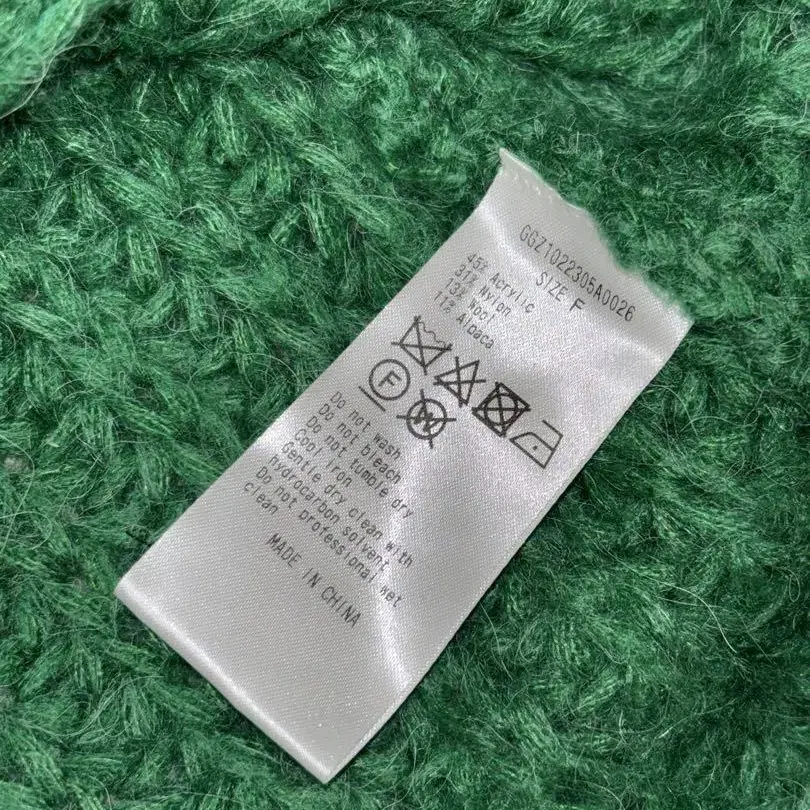 GGZ1022305A0026
SIZE F
45% Acrylic
31% Nylon
13% Wool
11% Alpaca
F
W
Do not wash
Do not bleach
Do not tumble dry
Cool iron
Gentle dry clean with
hydrocarbon solvent
Do not professional wet
clean
MADE IN CHINA